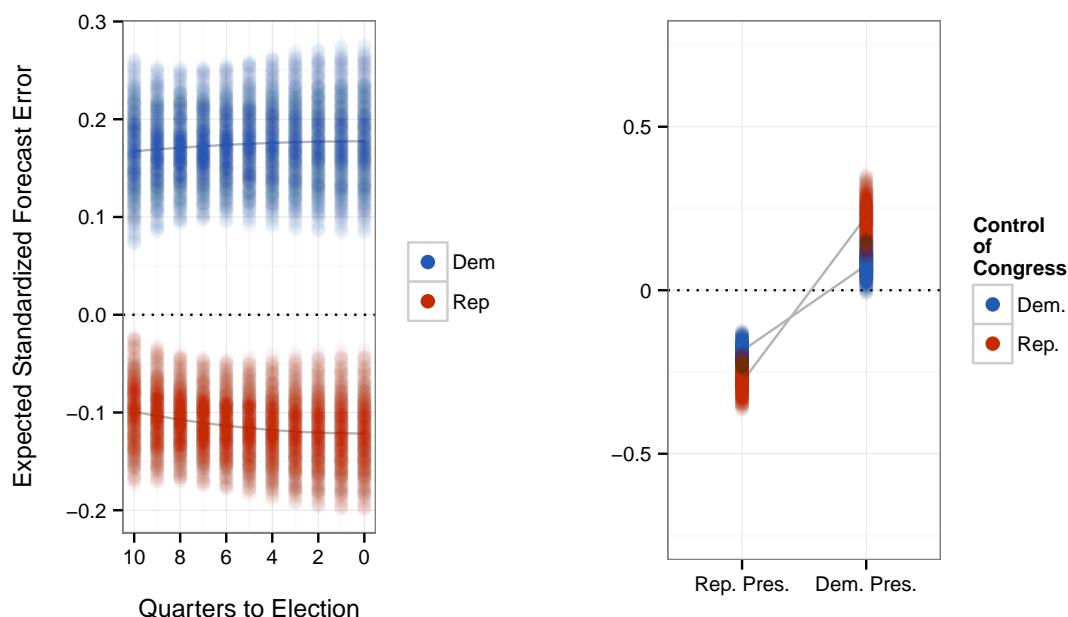 Expected Standardized Forecast Error
0.3
0.2
0.1
0.0
−0.1
−0.2
10 8 6 4 2 0
Quarters to Election
Dem
Rep
0.5
0
−0.5
Rep. Pres. Dem. Pres.
Control
of
Congress
Dem.
Rep.